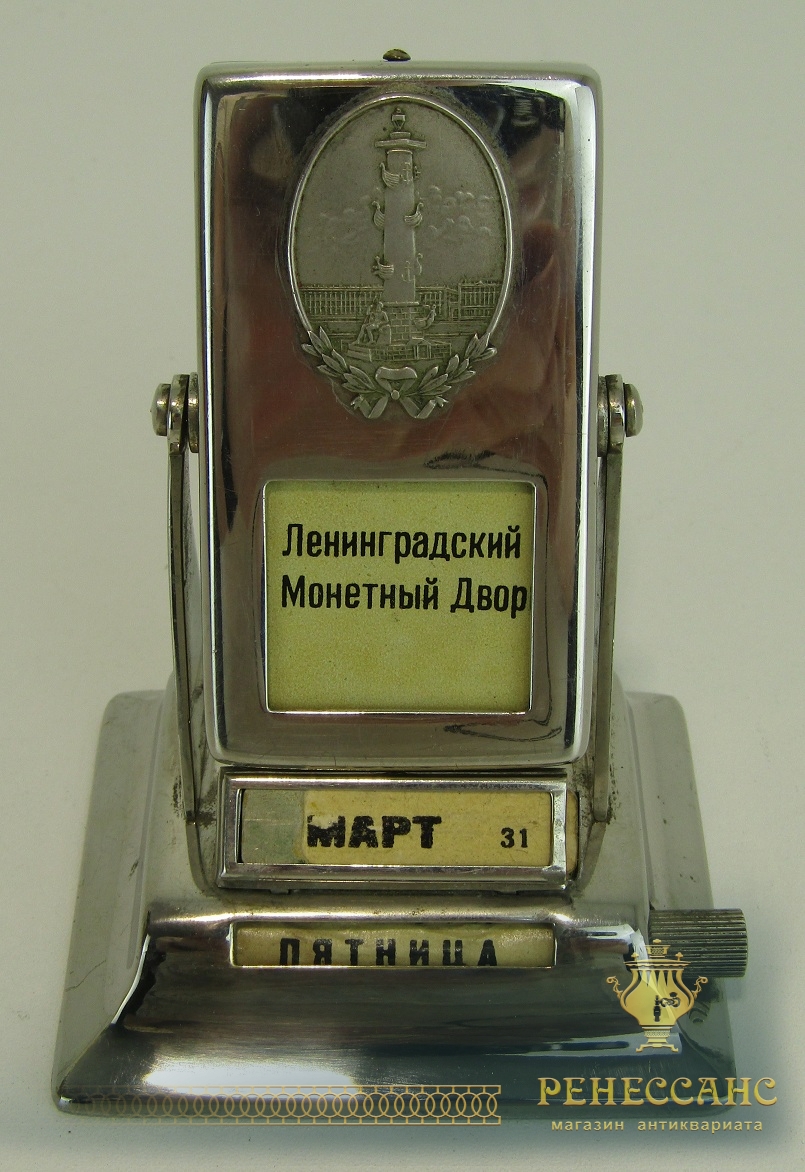 Ленинградский
Монетный Двор
МАРТ 31
ПЯТНИЦА
РЕНЕССАНС
магазин антиквариата